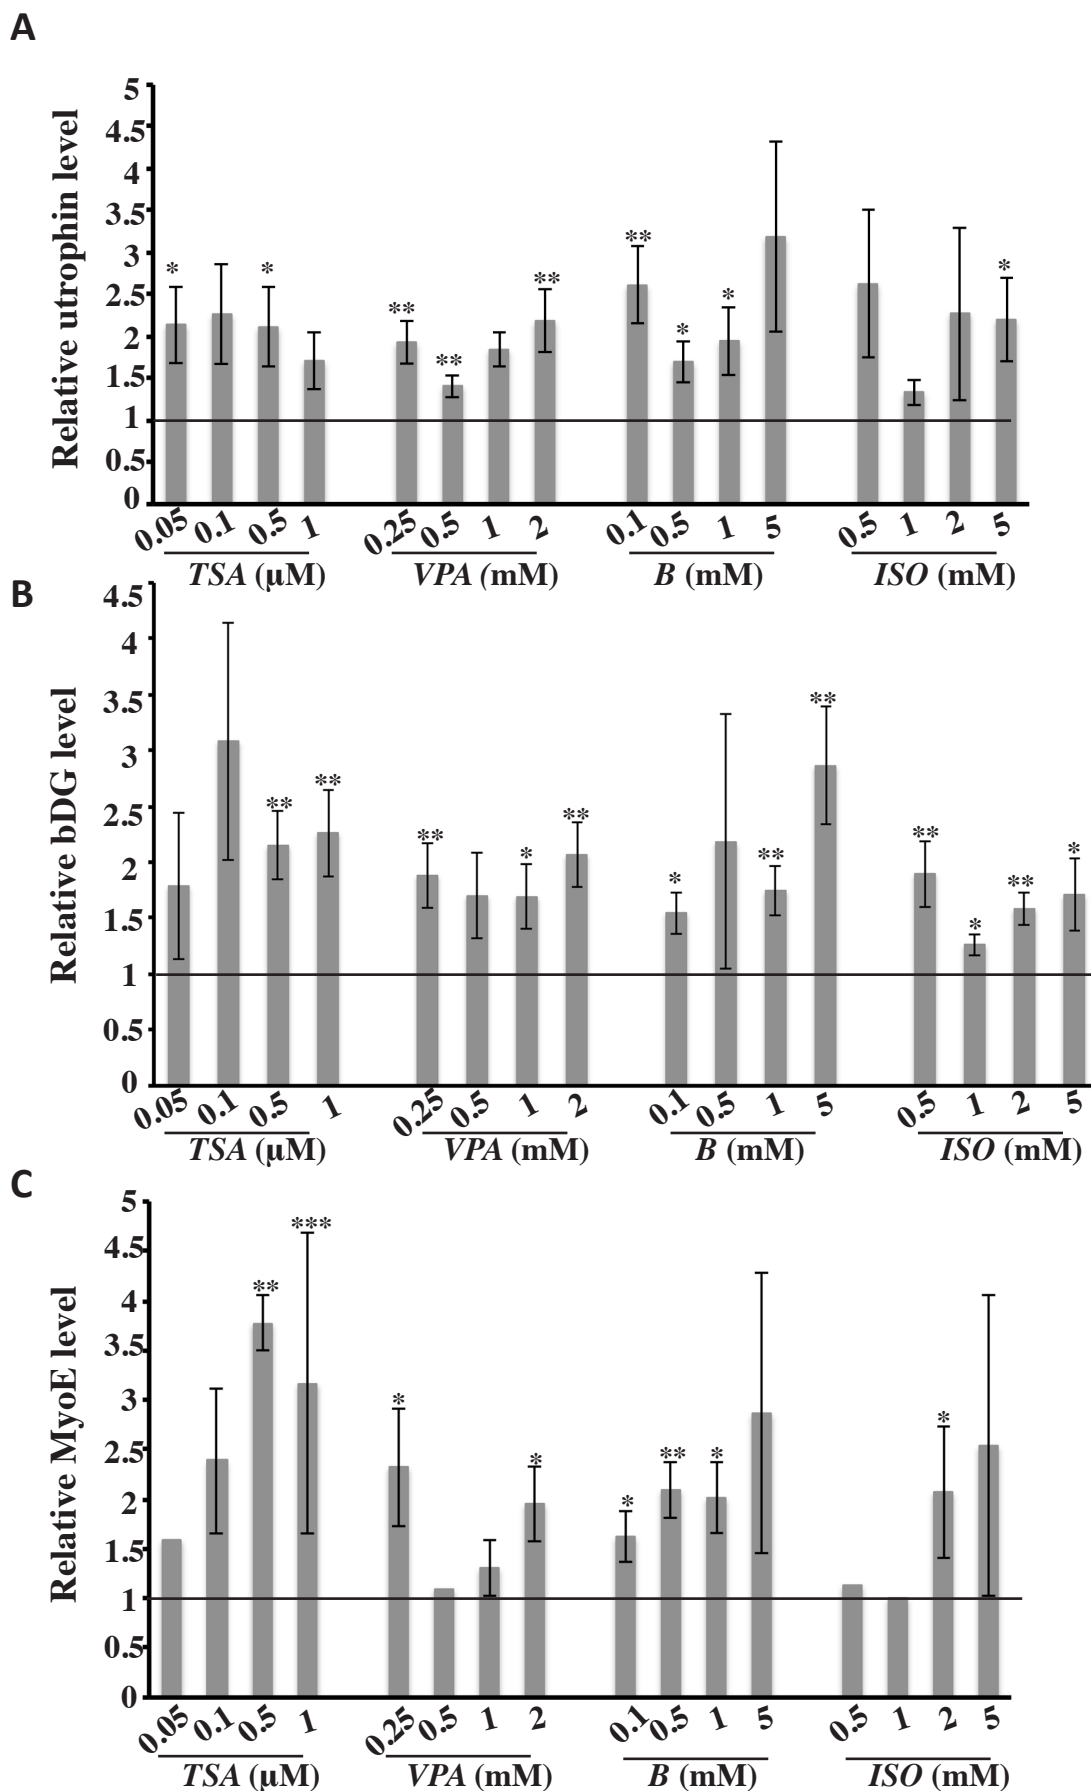 A
Relative utrophin level
5
4.5
4
3.5
3
2.5
2
1.5
1
0.5
0
* * ** ** ** ** * * *
0.05 0.1 0.5 1 0.25 0.5 1 2 0.1 0.5 1 5 0.5 1 2 5
TSA (µM) VPA (mM) B (mM) ISO (mM)
B
Relative bDG level
4.5
4
3.5
3
2.5
2
1.5
1
0.5
0
** ** ** * ** * ** ** ** * ** *
0.05 0.1 0.5 1 0.25 0.5 1 2 0.1 0.5 1 5 0.5 1 2 5
TSA (µM) VPA (mM) B (mM) ISO (mM)
C
Relative MyoE level
5
4.5
4
3.5
3
2.5
2
1.5
1
0.5
0
** *** * * * ** * *
0.05 0.1 0.5 1 0.25 0.5 1 2 0.1 0.5 1 5 0.5 1 2 5
TSA (µM) VPA (mM) B (mM) ISO (mM)